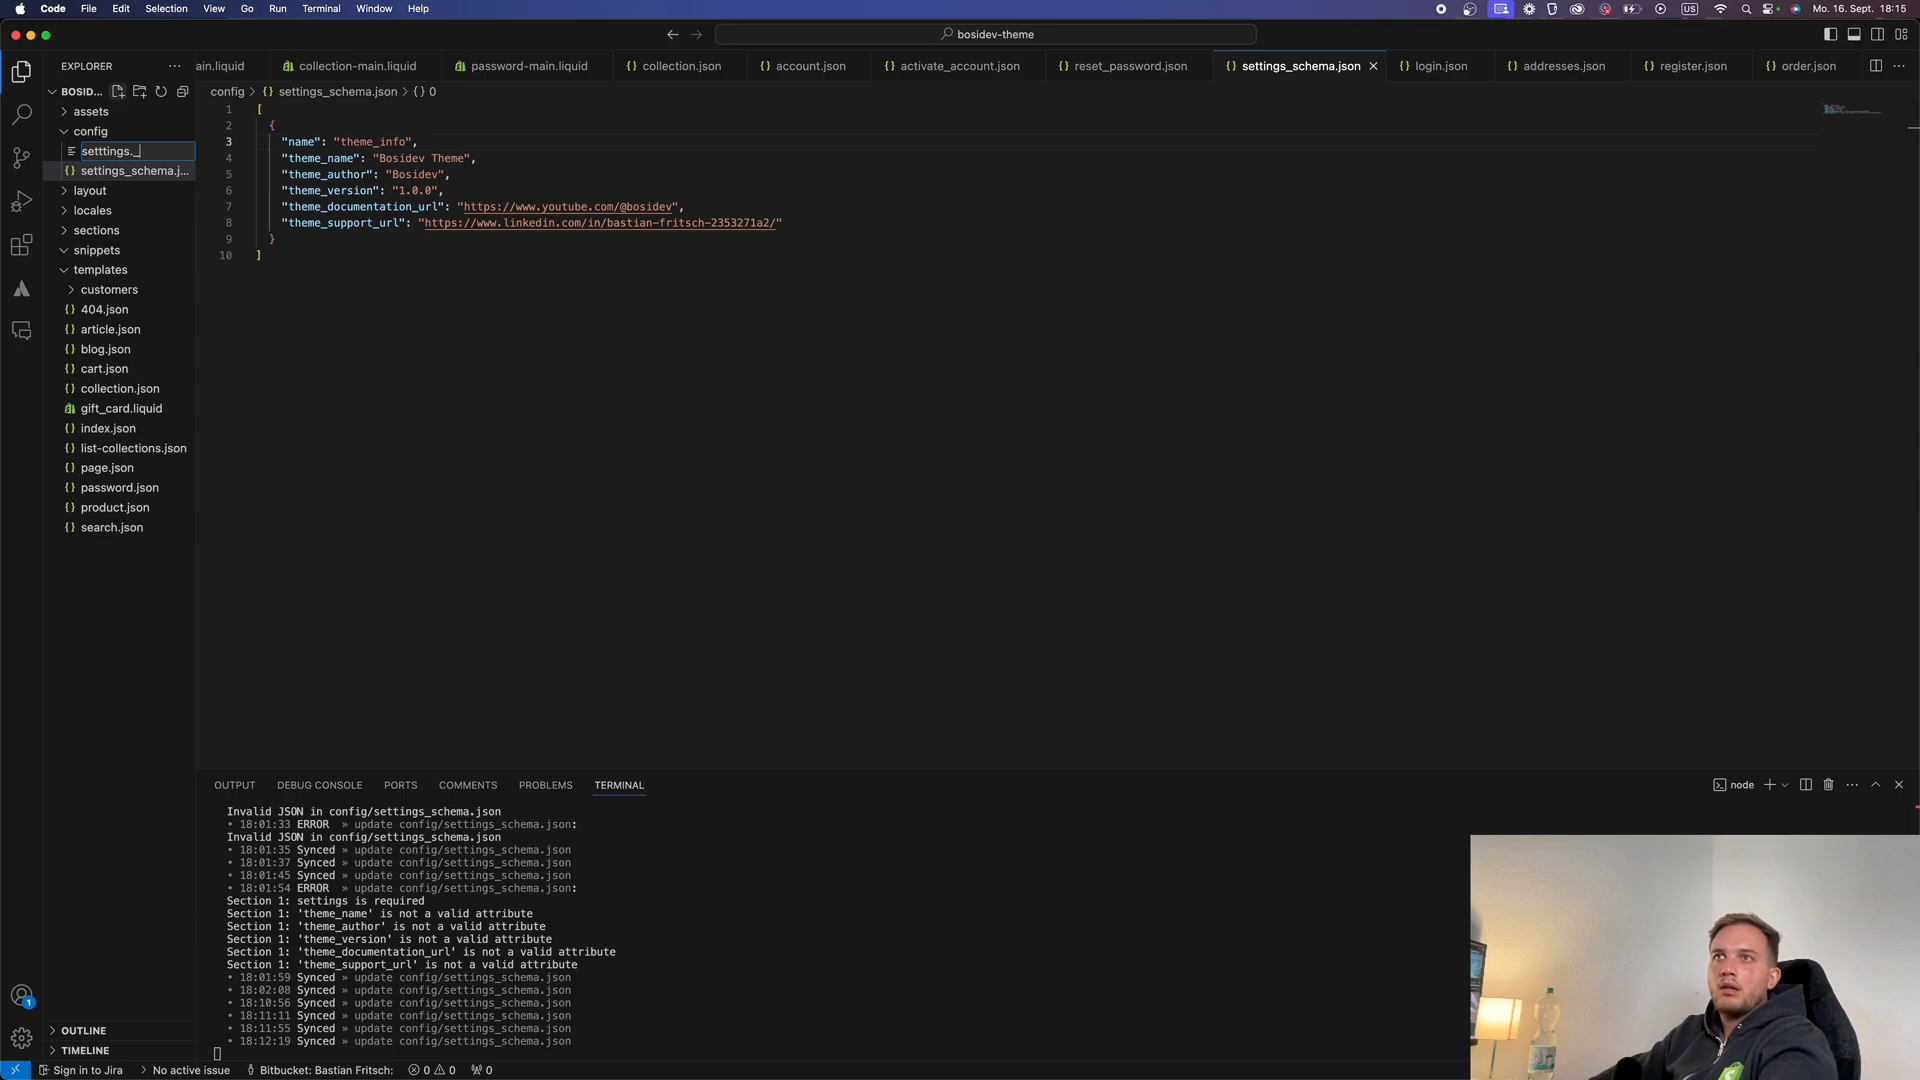 Code File Edit Selection View Go Run Terminal Window Help
US Mo. 16. Sept. 18:15
bosidev-theme
EXPLORER
ain.liquid collection-main.liquid password-main.liquid collection.json account.json activate_account.json reset_password.json settings_schema.json login.json addresses.json register.json order.json
BOSID...
config > {} settings_schema.json > {} 0
assets
config
setttings._
settings_schema.j...
layout
locales
sections
snippets
templates
customers
404.json
article.json
blog.json
cart.json
collection.json
gift_card.liquid
index.json
list-collections.json
page.json
password.json
product.json
search.json
1 [
2 {
3 "name": "theme_info",
4 "theme_name": "Bosidev Theme",
5 "theme_author": "Bosidev",
6 "theme_version": "1.0.0",
7 "theme_documentation_url": "https://www.youtube.com/@bosidev",
8 "theme_support_url": "https://www.linkedin.com/in/bastian-fritsch-2353271a2/"
9 }
10 ]
OUTPUT DEBUG CONSOLE PORTS COMMENTS PROBLEMS TERMINAL
node
Invalid JSON in config/settings_schema.json
• 18:01:33 ERROR » update config/settings_schema.json:
Invalid JSON in config/settings_schema.json
• 18:01:35 Synced » update config/settings_schema.json
• 18:01:37 Synced » update config/settings_schema.json
• 18:01:45 Synced » update config/settings_schema.json
• 18:01:54 ERROR » update config/settings_schema.json:
Section 1: settings is required
Section 1: 'theme_name' is not a valid attribute
Section 1: 'theme_author' is not a valid attribute
Section 1: 'theme_version' is not a valid attribute
Section 1: 'theme_documentation_url' is not a valid attribute
Section 1: 'theme_support_url' is not a valid attribute
• 18:01:59 Synced » update config/settings_schema.json
• 18:02:08 Synced » update config/settings_schema.json
• 18:10:56 Synced » update config/settings_schema.json
• 18:11:11 Synced » update config/settings_schema.json
• 18:11:55 Synced » update config/settings_schema.json
• 18:12:19 Synced » update config/settings_schema.json
1
OUTLINE
TIMELINE
Sign in to Jira No active issue Bitbucket: Bastian Fritsch: 0 0 0